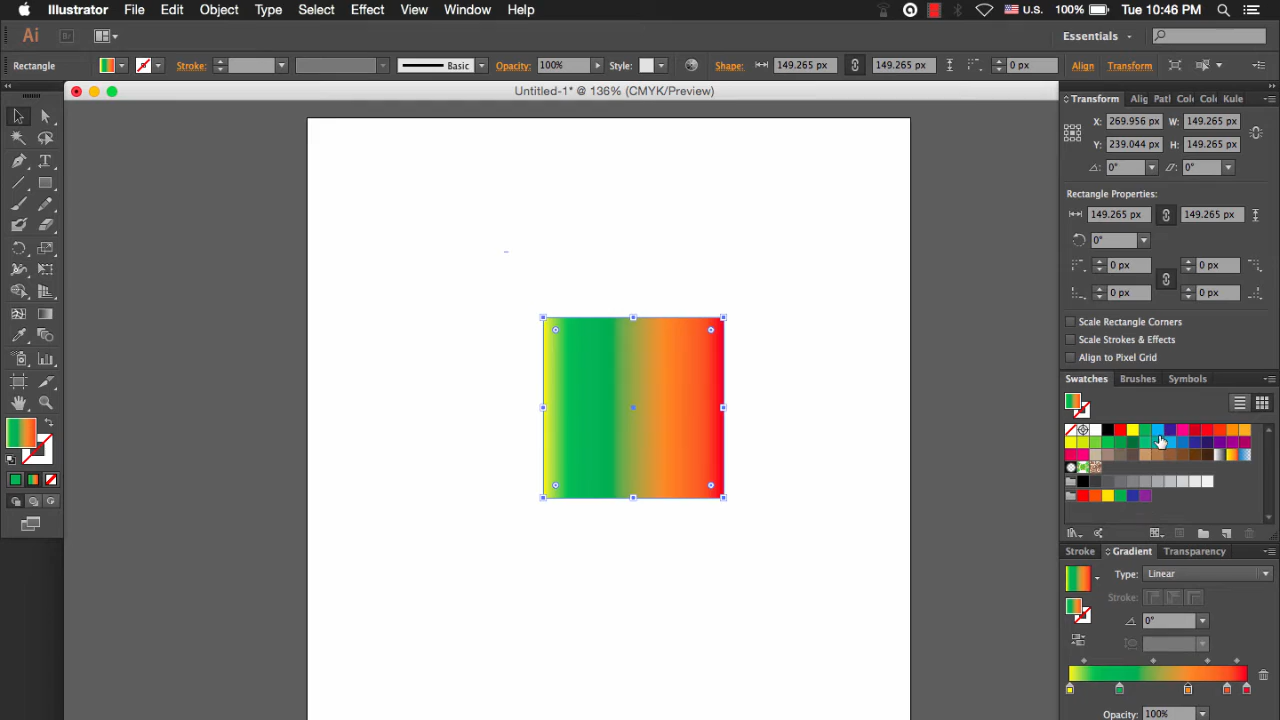 Illustrator File Edit Object Type Select Effect View Window Help U.S. 100% Tue 10:46 PM
Ai Br Essentials
Rectangle Stroke: Basic Opacity: 100% Style: Shape: 149.265 px 149.265 px 0 px Align Transform
Untitled-1* @ 136% (CMYK/Preview)
Transform Alig Patl Colo Colo Kule
X: 269.956 px W: 149.265 px
Y: 239.044 px H: 149.265 px
0° 0°
Rectangle Properties:
149.265 px 149.265 px
0°
0 px 0 px
0 px 0 px
Scale Rectangle Corners
Scale Strokes & Effects
Align to Pixel Grid
Swatches Brushes Symbols
Stroke Gradient Transparency
Type: Linear
Stroke:
0°
Opacity: 100%